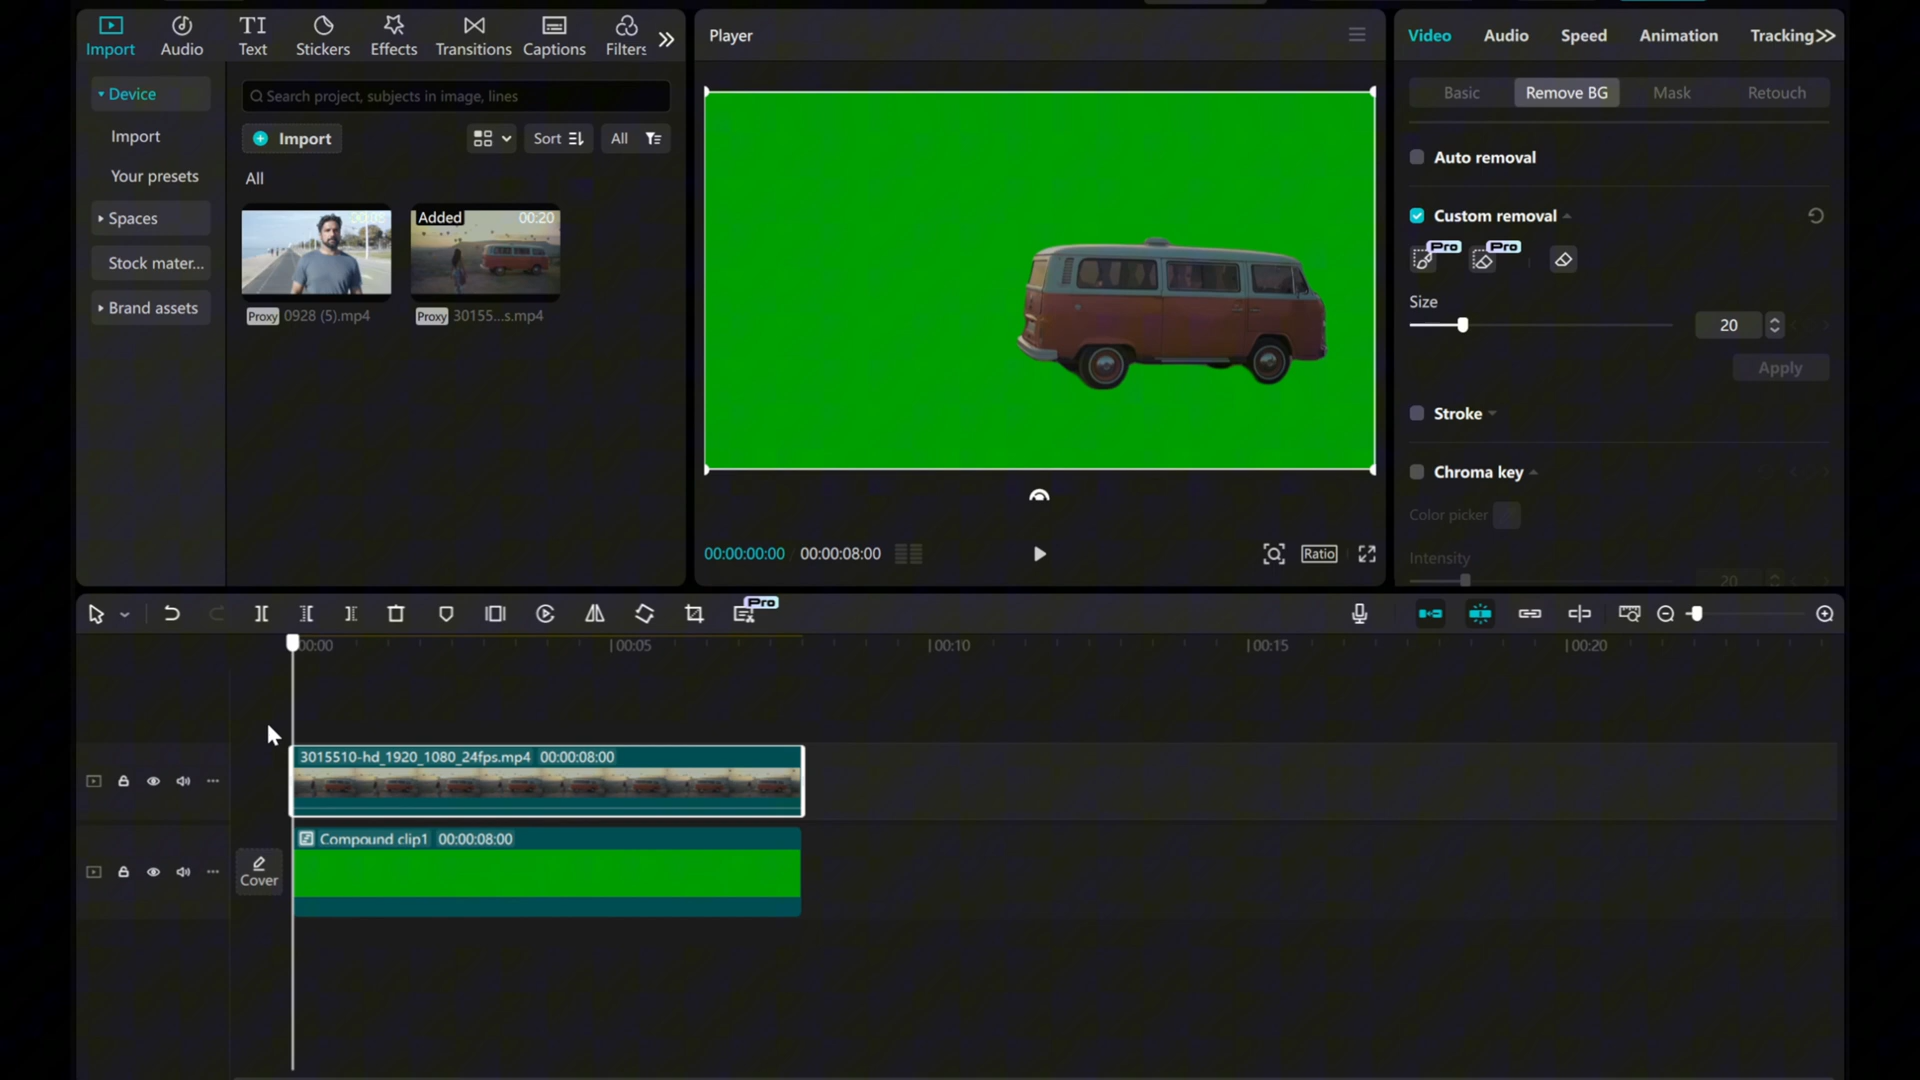 Import
Audio
Text
Stickers
Effects
Transitions
Captions
Filters
Device
Import
Your presets
Spaces
Stock mater...
Brand assets
Search project, subjects in image, lines
Import
Sort
All
All
Added
00:20
Proxy 0928 (5).mp4
Proxy 30155...s.mp4
Player
00:00:00:00 00:00:08:00
Ratio
Video
Audio
Speed
Animation
Tracking
Basic
Remove BG
Mask
Retouch
Auto removal
Custom removal
Pro
Pro
Size
20
Apply
Stroke
Chroma key
Color picker
Intensity
20
Pro
00:00
00:05
00:10
00:15
00:20
3015510-hd_1920_1080_24fps.mp4 00:00:08:00
Compound clip1 00:00:08:00
Cover